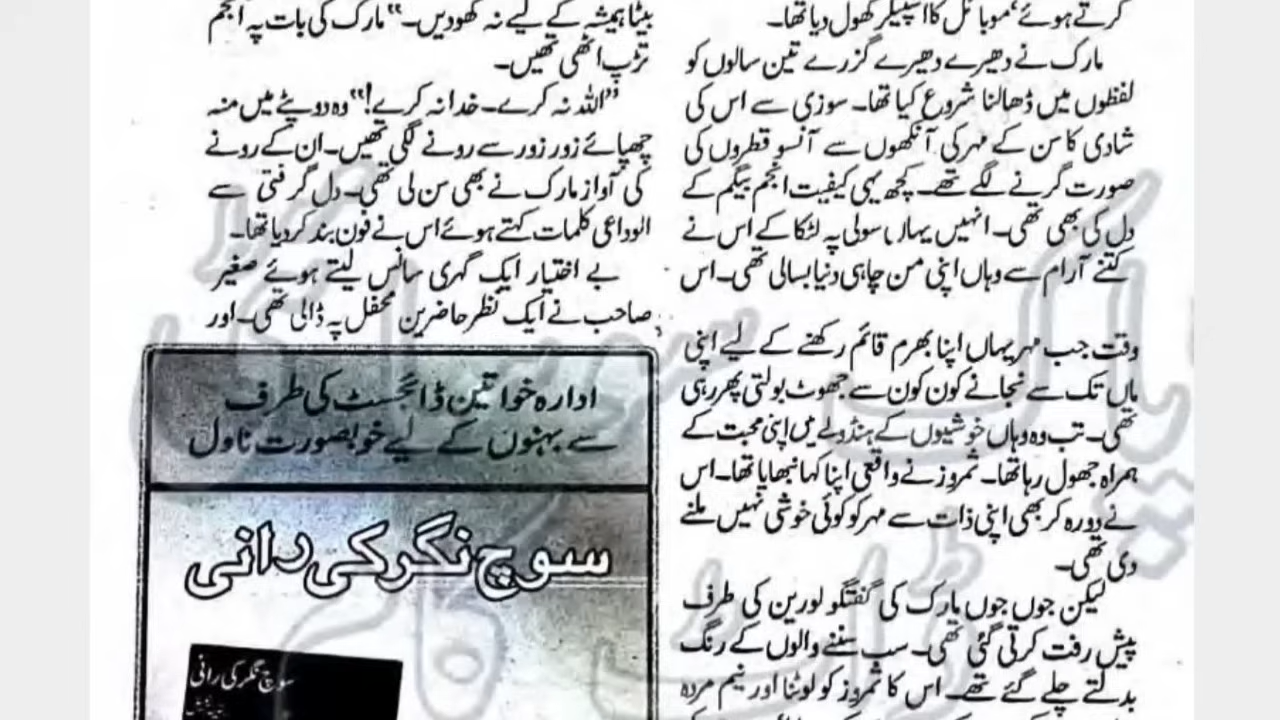 کرتے ہوئے‘ موبائل کا اسپیکر کھول دیا تھا۔
مارک نے دھیرے دھیرے گزرے تین سالوں کو
لفظوں میں ڈھالنا شروع کیا تھا۔ سوزی سے اس کی
شادی کا سن کے مہر کی آنکھوں سے آنسو قطروں کی
صورت گرنے لگے تھے۔ کچھ یہی کیفیت انجم بیگم کے
دل کی بھی تھی۔ انہیں یہاں سولی پہ لٹکا کے اس نے
کتنے آرام سے وہاں اپنی من چاہی دنیا بسالی تھی۔ اس
وقت جب مہر یہاں اپنا بھرم قائم رکھنے کے لیے اپنی
ماں تک سے نجانے کون کون سے جھوٹ بولتی پھر رہی
تھی۔ تب وہ وہاں خوشیوں کے ہنڈولے میں اپنی محبت کے
ہمراہ جھول رہا تھا۔ ثمروز نے واقعی اپنا کہا نبھایا تھا۔ اس
نے دور رہ کر بھی اپنی ذات سے مہر کو کوئی خوشی نہیں ملنے
دی تھی۔
لیکن جوں جوں مارک کی گفتگو لورین کی طرف
پیش رفت کرتی گئی تھی۔ سب سننے والوں کے رنگ
بدلتے چلے گئے تھے۔ اس کا ثمروز کو لوٹنا اور نیم مردہ
بیٹا ہمیشہ کے لیے نہ کھودیں۔“ مارک کی بات پہ انجم
تڑپ اٹھی تھیں۔
”اللہ نہ کرے۔ خدا نہ کرے!“ وہ دوپٹے میں منہ
چھپائے زور زور سے رونے لگی تھیں۔ ان کے رونے
کی آواز مارک نے بھی سن لی تھی۔ دل گرفتی سے
الوداعی کلمات کہتے ہوئے اس نے فون بند کردیا تھا۔
بے اختیار ایک گہری سانس لیتے ہوئے صغیر
صاحب نے ایک نظر حاضرین محفل پہ ڈالی تھی۔ اور
ادارہ خواتین ڈائجسٹ کی طرف
سے بہنوں کے لیے خوبصورت ناول
سوچ نگر کی رانی
سوچ نگر کی رانی